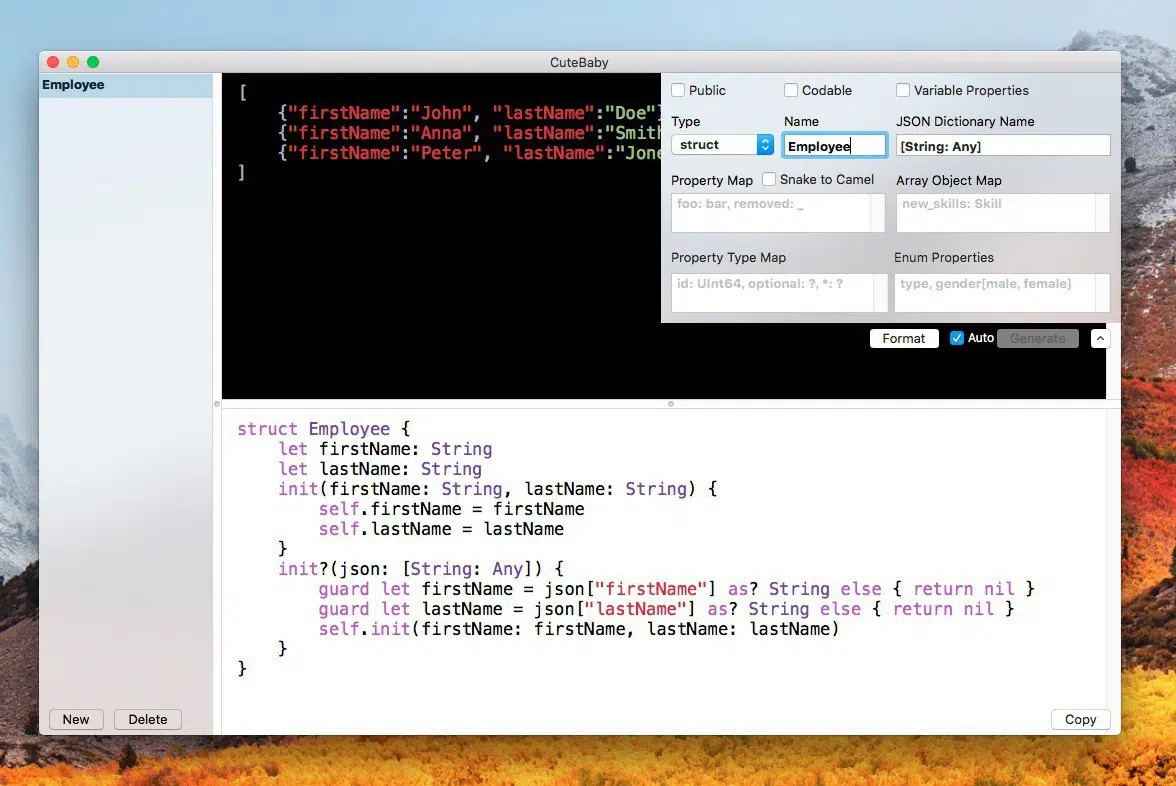 CuteBaby
Employee
[
{"firstName":"John", "lastName":"Doe"}
{"firstName":"Anna", "lastName":"Smith
{"firstName":"Peter", "lastName":"Jone
]
Public
Codable
Variable Properties
Type
Name
JSON Dictionary Name
struct
Employee
[String: Any]
Property Map
Snake to Camel
Array Object Map
foo: bar, removed: _
new_skills: Skill
Property Type Map
Enum Properties
id: UInt64, optional: ?, *: ?
type, gender[male, female]
Format
Auto
Generate
struct Employee {
let firstName: String
let lastName: String
init(firstName: String, lastName: String) {
self.firstName = firstName
self.lastName = lastName
}
init?(json: [String: Any]) {
guard let firstName = json["firstName"] as? String else { return nil }
guard let lastName = json["lastName"] as? String else { return nil }
self.init(firstName: firstName, lastName: lastName)
}
}
New
Delete
Copy